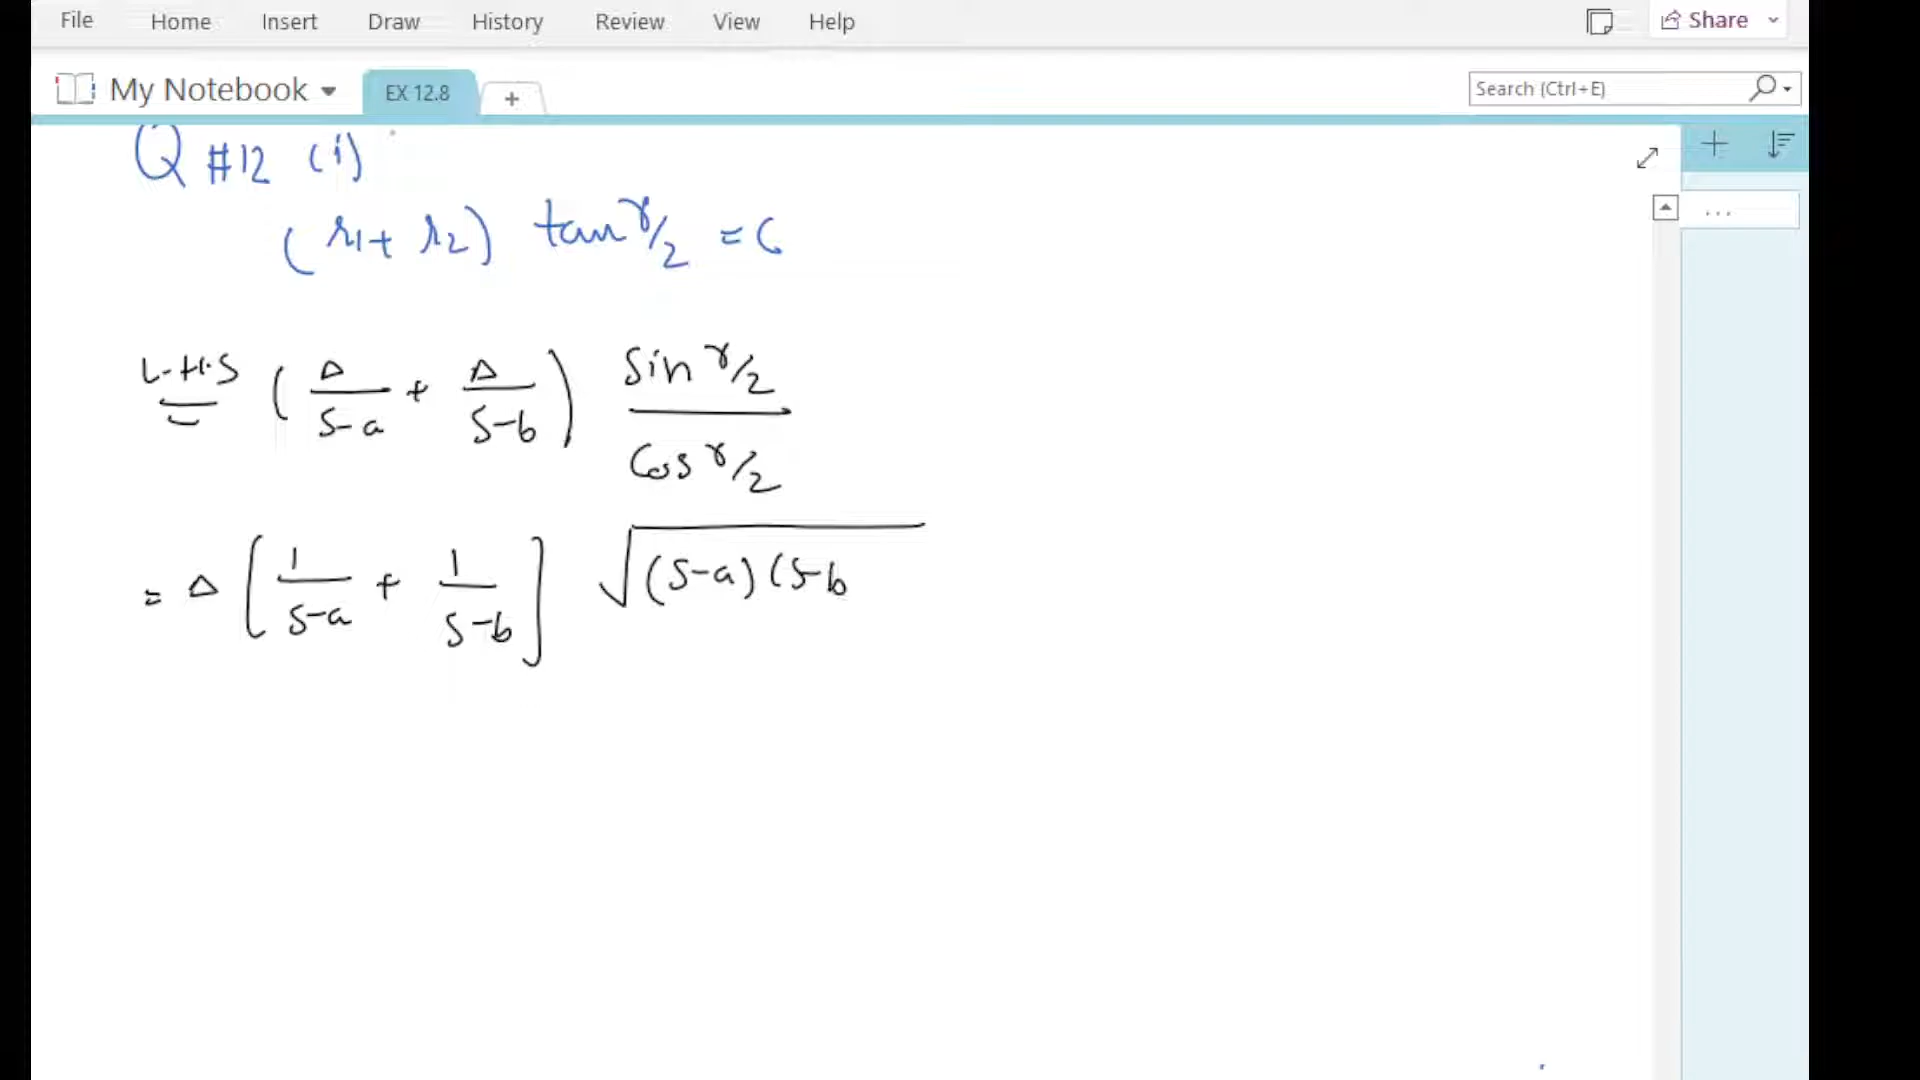 File Home Insert Draw History Review View Help Share
My Notebook EX 12.8 + Search (Ctrl+E)
Q #12 (i)
(r₁ + r₂) tan γ/2 = c
L.H.S (Δ/(s-a) + Δ/(s-b)) sin γ/2 / cos γ/2
= Δ [1/(s-a) + 1/(s-b)] √(s-a)(s-b